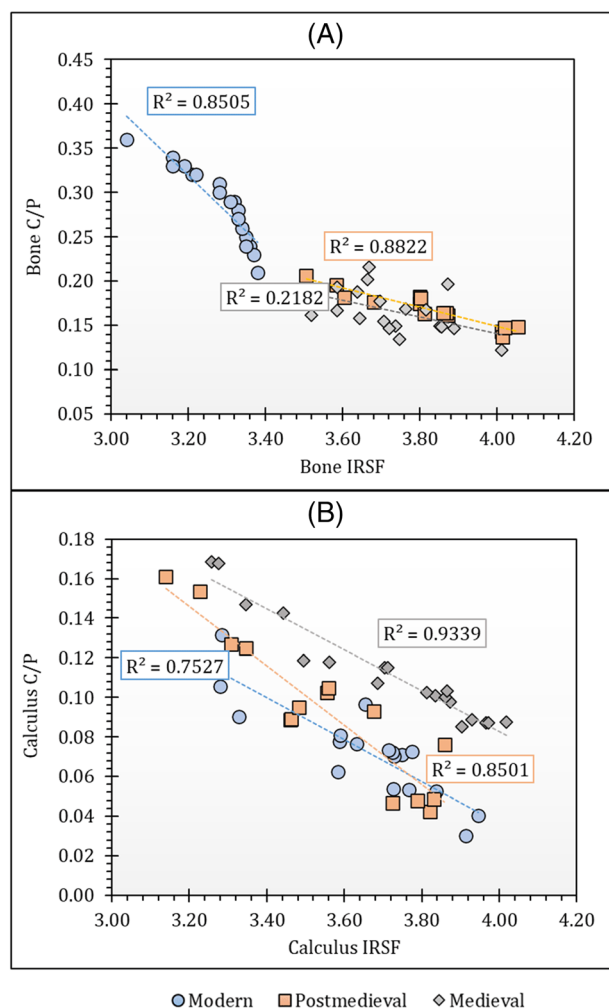 (A)
0.45
0.40
0.35
0.30
0.25
0.20
0.15
0.10
0.05
R² = 0.8505
R² = 0.8822
R² = 0.2182
Bone C/P
3.00 3.20 3.40 3.60 3.80 4.00 4.20
Bone IRSF
(B)
0.18
0.16
0.14
0.12
0.10
0.08
0.06
0.04
0.02
0.00
R² = 0.9339
R² = 0.7527
R² = 0.8501
Calculus C/P
3.00 3.20 3.40 3.60 3.80 4.00 4.20
Calculus IRSF
Modern Postmedieval Medieval